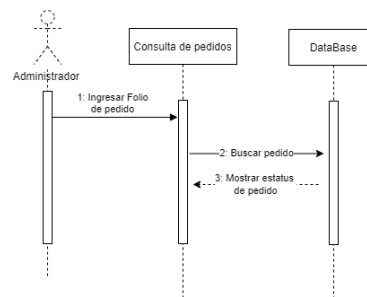 Consulta de pedidos
DataBase
Administrador
1: Ingresar Folio
de pedido
2: Buscar pedido
3: Mostrar estatus
de pedido